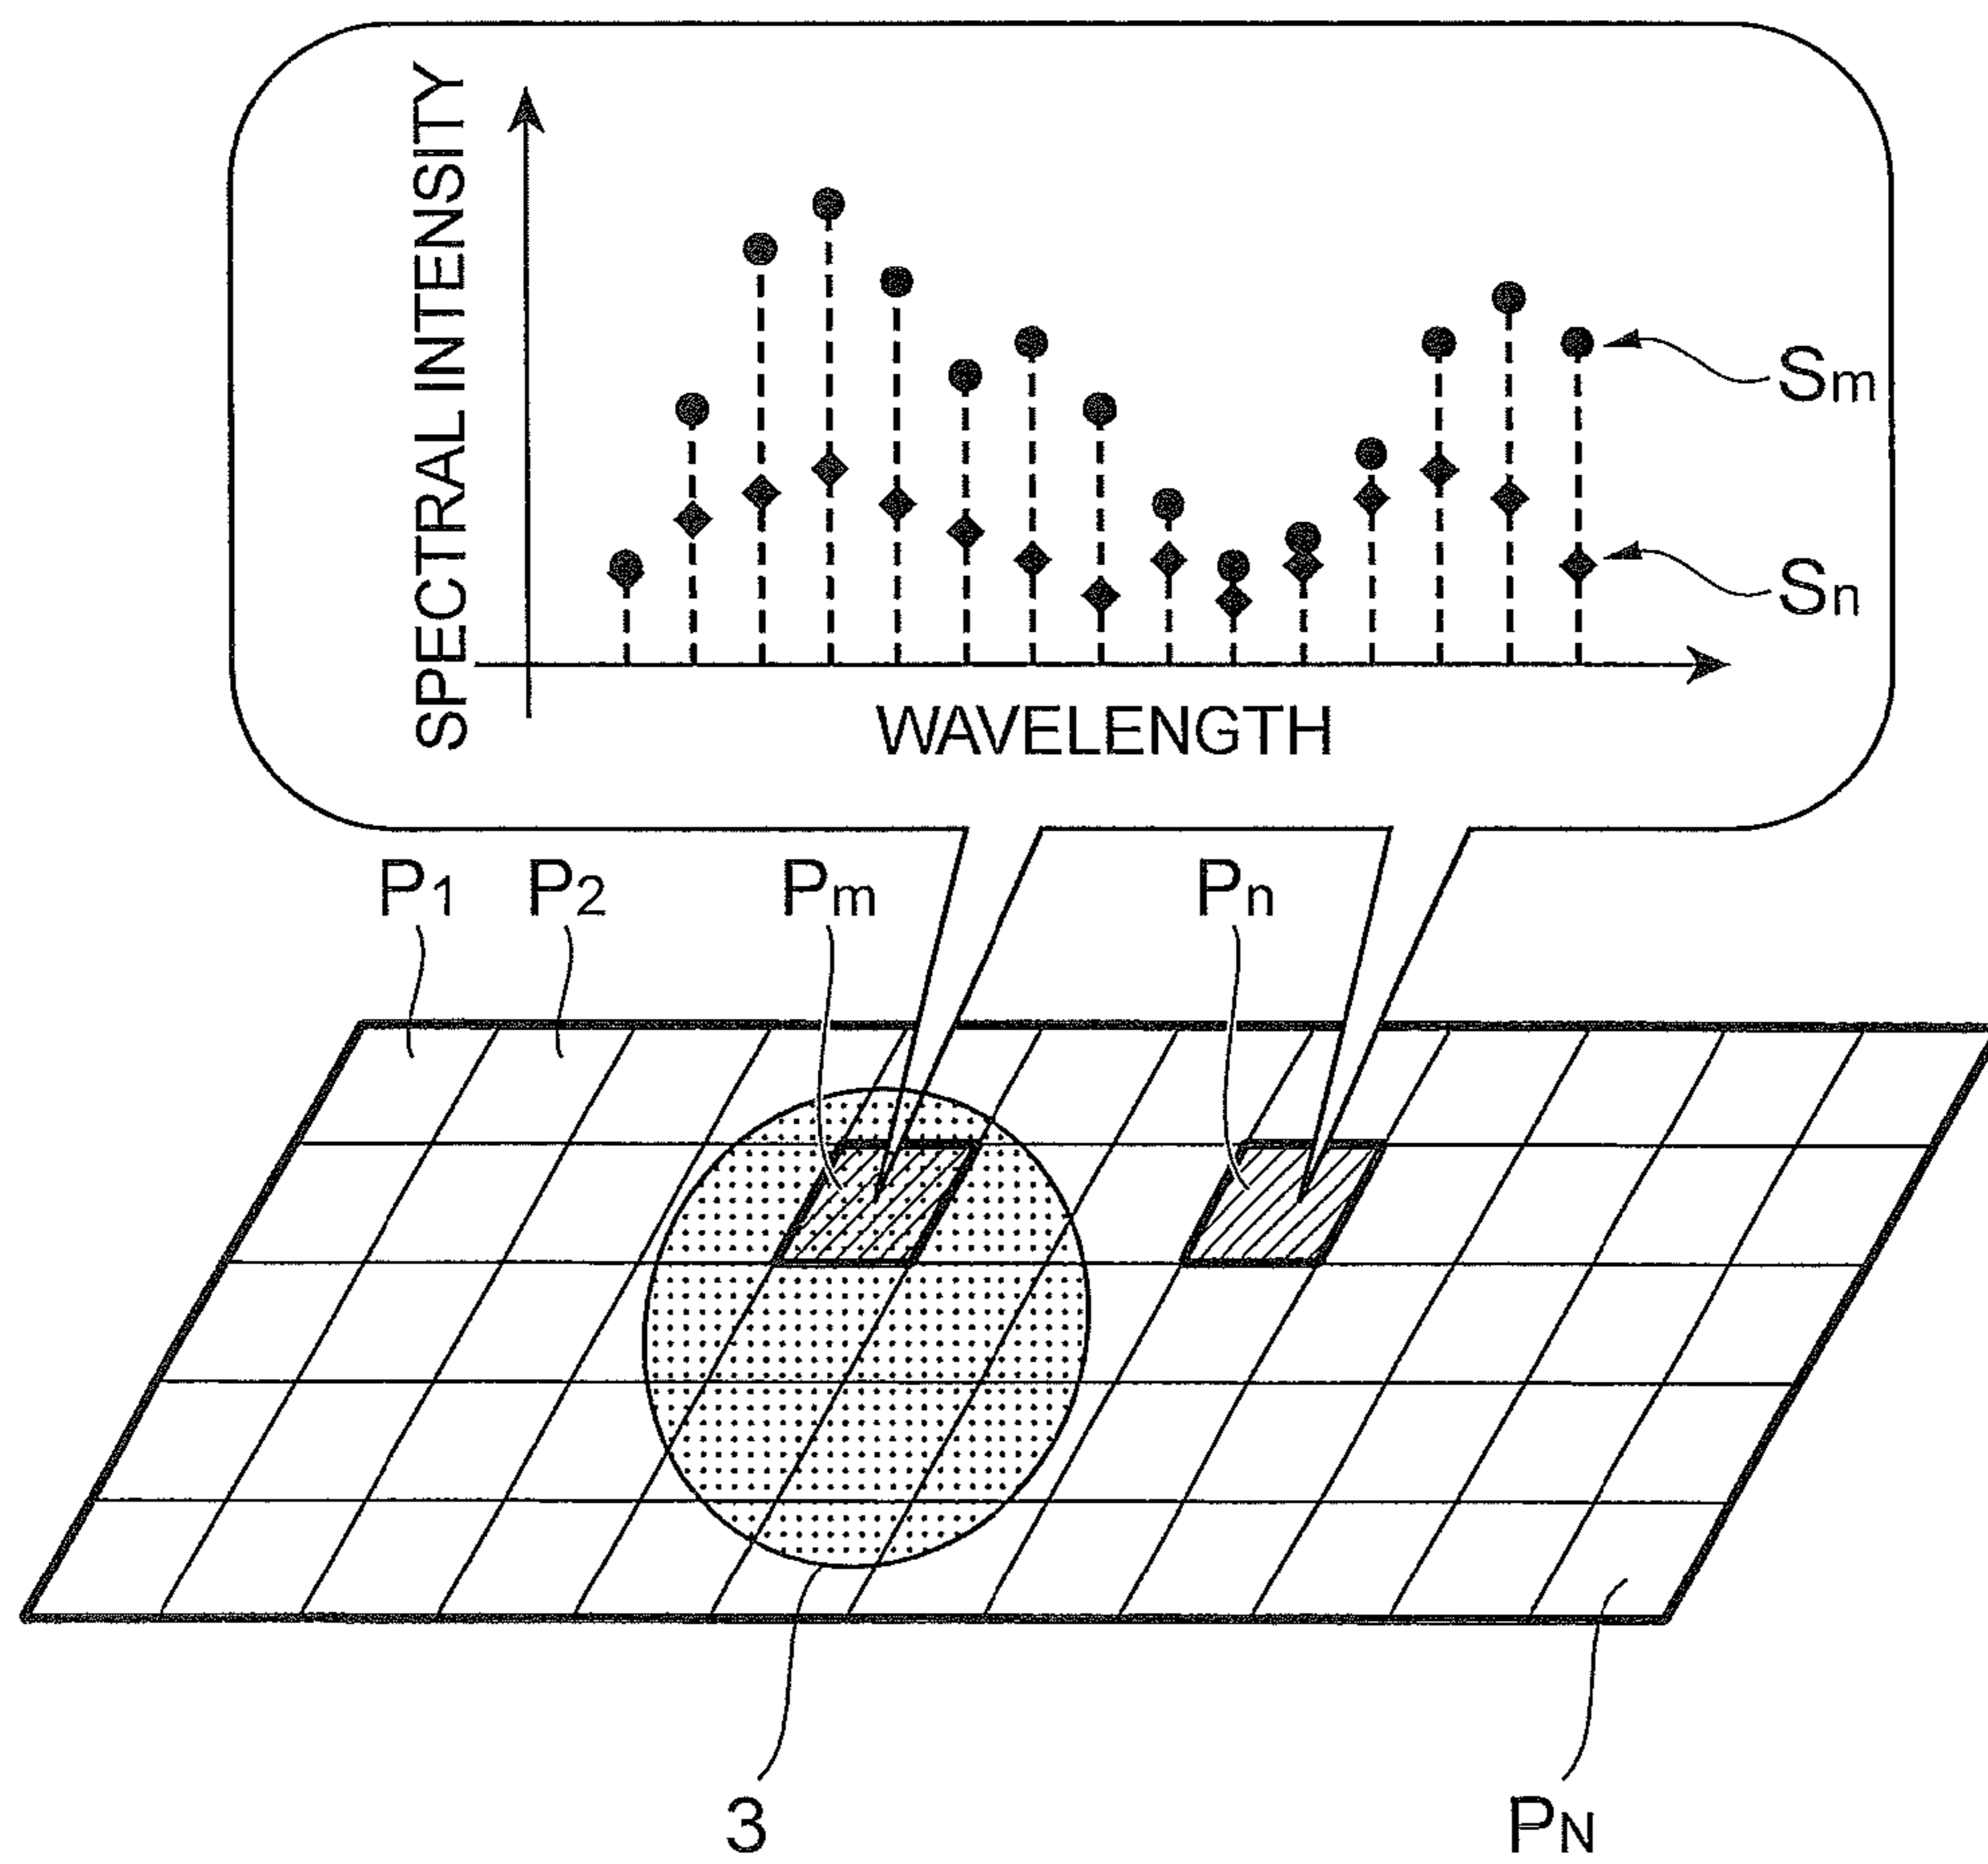 SPECTRAL INTENSITY
Sm
Sn
WAVELENGTH
P1 P2 Pm Pn
3 PN